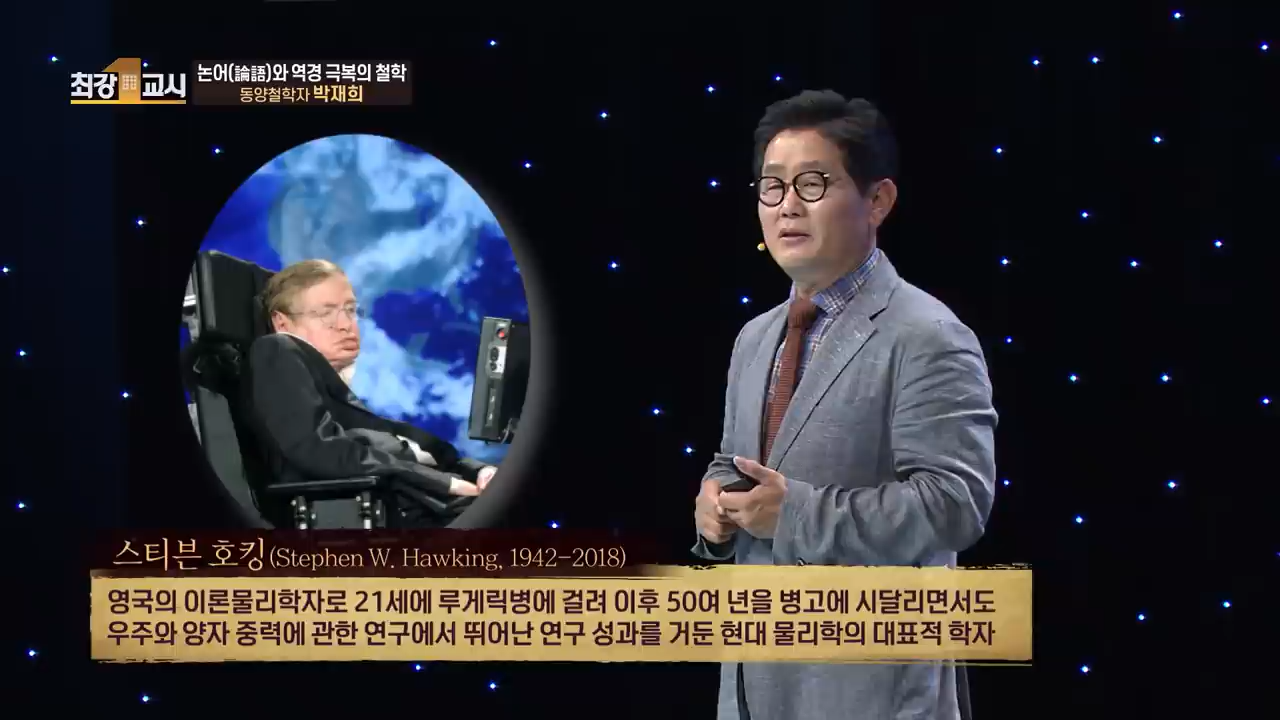 최강1교시
논어(論語)와 역경 극복의 철학
동양철학자 박재희
스티븐 호킹(Stephen W. Hawking, 1942-2018)
영국의 이론물리학자로 21세에 루게릭병에 걸려 이후 50여 년을 병고에 시달리면서도
우주와 양자 중력에 관한 연구에서 뛰어난 연구 성과를 거둔 현대 물리학의 대표적 학자